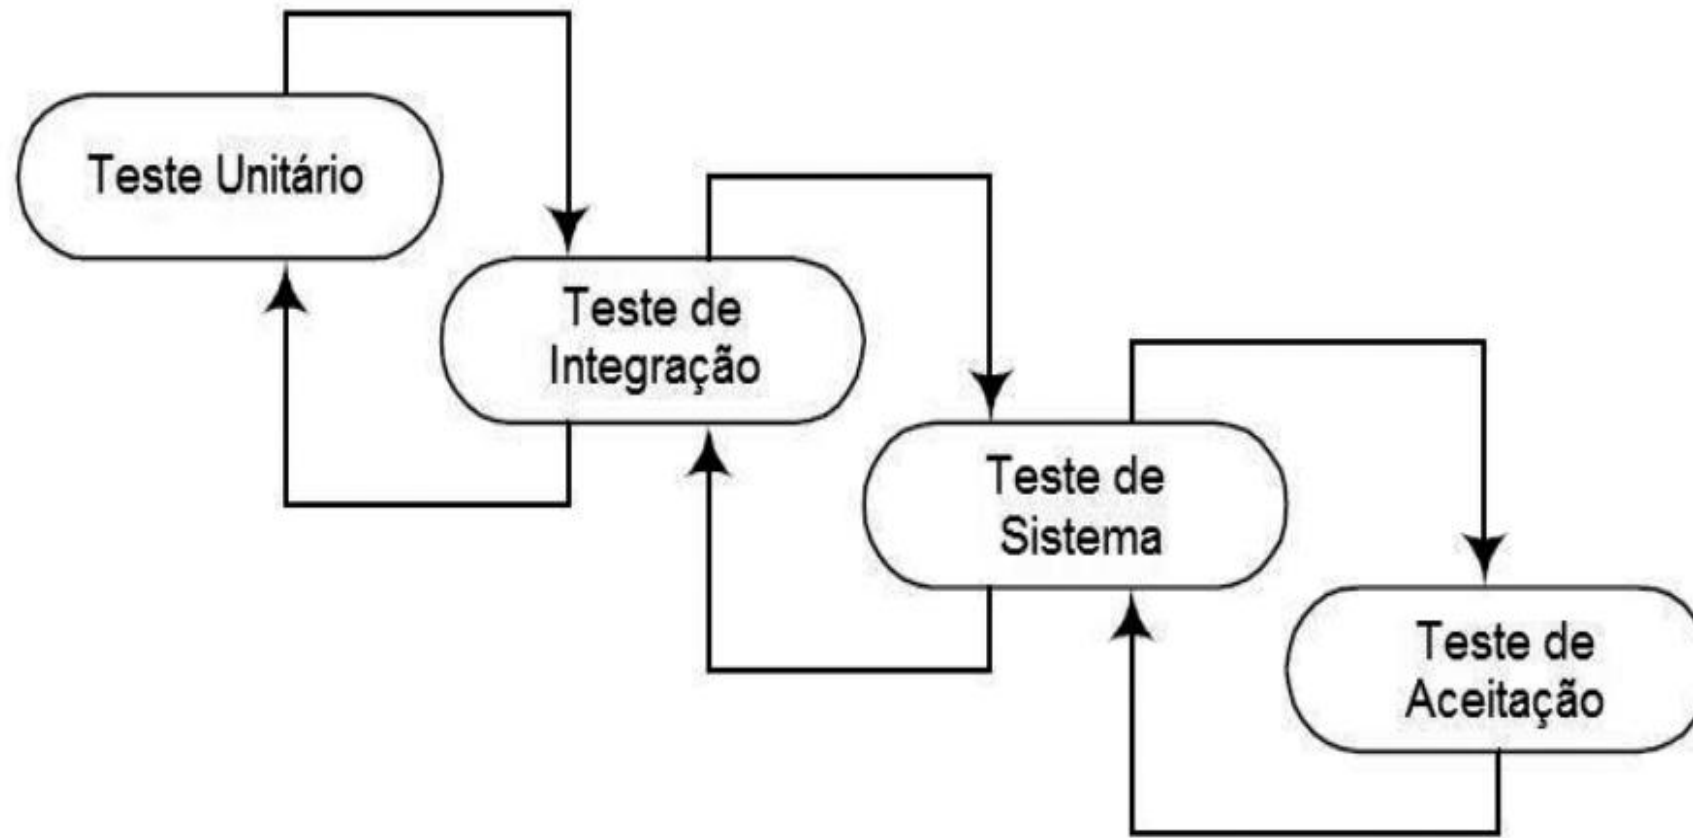 Teste Unitário
Teste de
Integração
Teste de
Sistema
Teste de
Aceitação